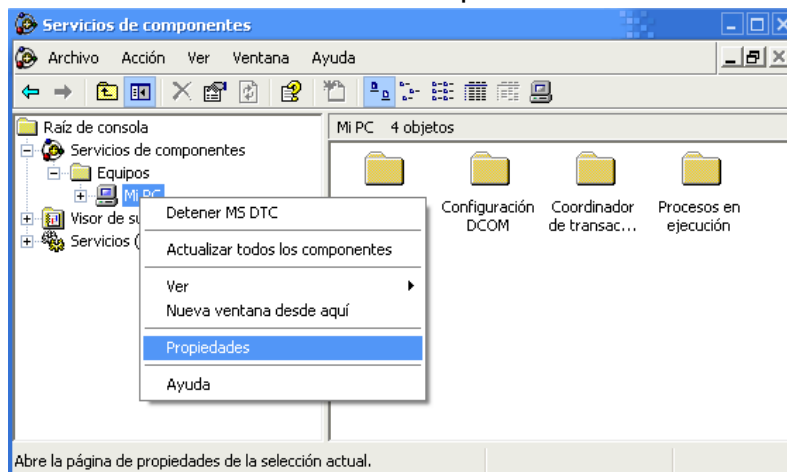 Servicios de componentes
Archivo Acción Ver Ventana Ayuda
Raíz de consola
Servicios de componentes
Equipos
Mi PC
Visor de su
Servicios (
Mi PC 4 objetos
Configuración
DCOM
Coordinador
de transac...
Procesos en
ejecución
Detener MS DTC
Actualizar todos los componentes
Ver
Nueva ventana desde aquí
Propiedades
Ayuda
Abre la página de propiedades de la selección actual.